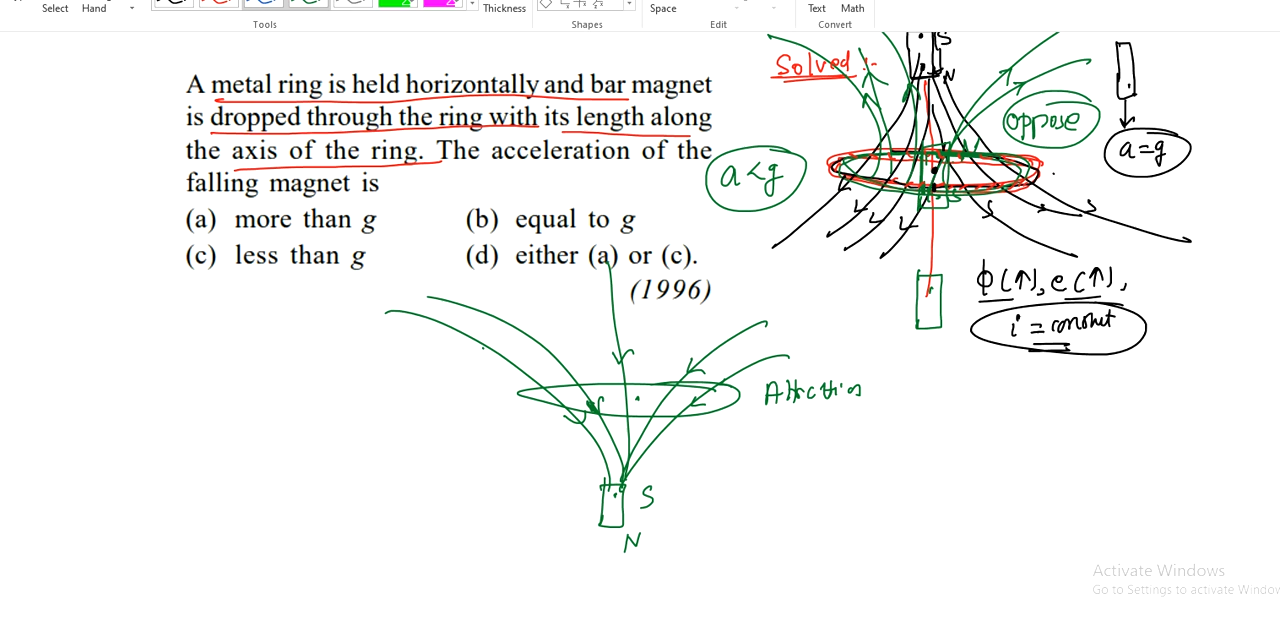 Select Hand Thickness Space Text Math
Tools Shapes Edit Convert
Solved :-
S
N
A metal ring is held horizontally and bar magnet
is dropped through the ring with its length along
the axis of the ring. The acceleration of the
falling magnet is
(a) more than g (b) equal to g
(c) less than g (d) either (a) or (c).
(1996)
oppose
a=g
a<g
N
S
ϕ(↑), e(↑),
i =
S
N
Activate Windows
Go to Settings to activate Window